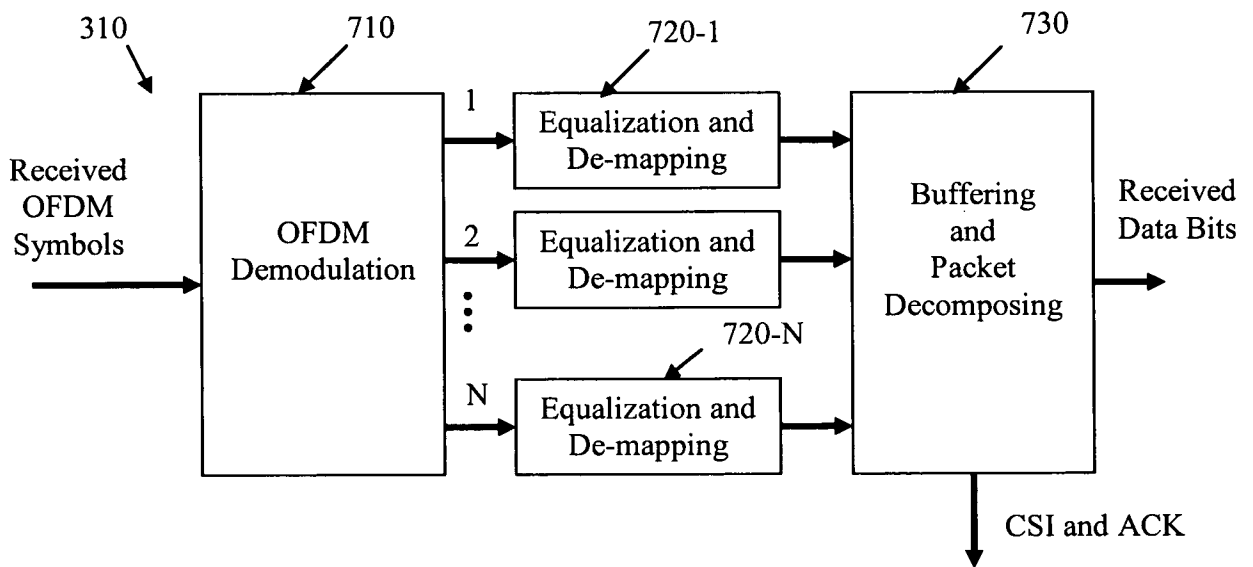 310
710
720-1
730
Received
OFDM
Symbols
OFDM
Demodulation
1
Equalization and
De-mapping
2
Equalization and
De-mapping
720-N
N
Equalization and
De-mapping
Buffering
and
Packet
Decomposing
Received
Data Bits
CSI and ACK